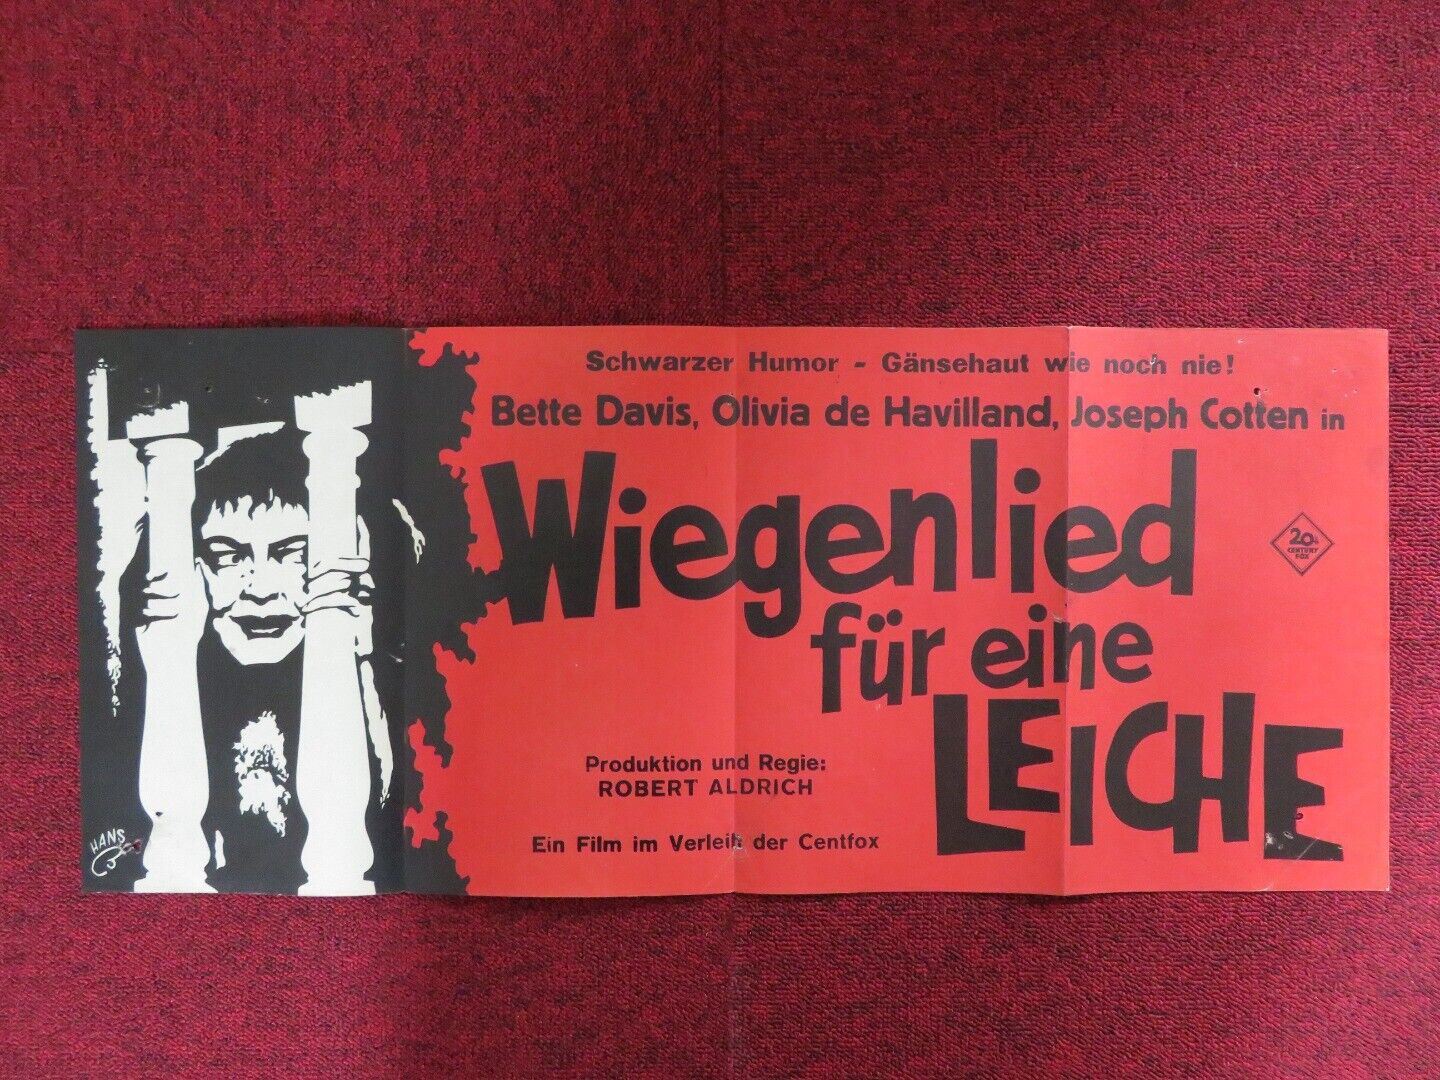 Schwarzer Humor - Gänsehaut wie noch nie!
Bette Davis, Olivia de Havilland, Joseph Cotten in
Wiegenlied
für eine
LEICHE
20th
CENTURY
FOX
Produktion und Regie:
ROBERT ALDRICH
Ein Film im Verleih der Centfox
HANS